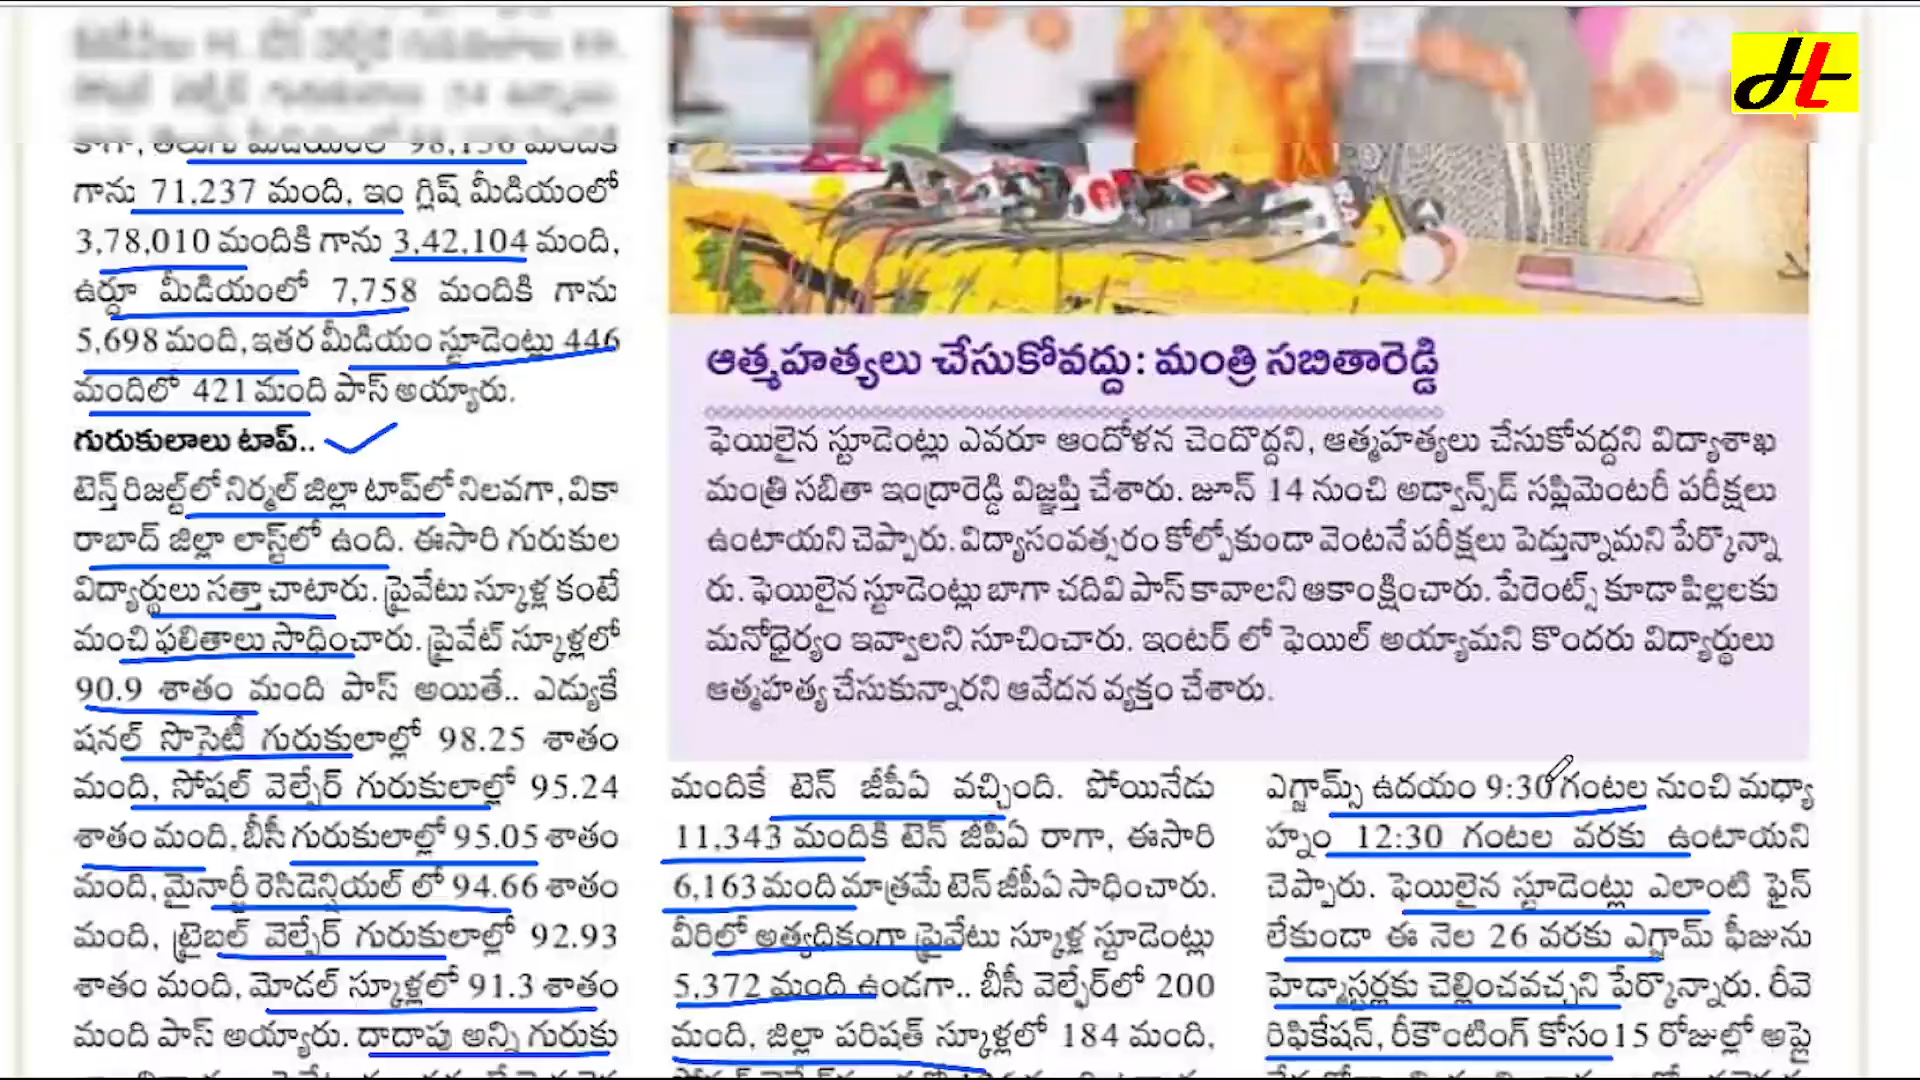 కాగా, తెలుగు మీడియంలో 98,156 మందికి
గాను 71,237 మంది, ఇం గ్లిష్ మీడియంలో
3,78,010 మందికి గాను 3,42,104 మంది,
ఉర్దూ మీడియంలో 7,758 మందికి గాను
5,698 మంది, ఇతర మీడియం స్టూడెంట్లు 446
మందిలో 421 మంది పాస్ అయ్యారు.
గురుకులాలు టాప్..
టెన్త్ రిజల్ట్​లో నిర్మల్ జిల్లా టాప్​లో నిలవగా, వికా
రాబాద్ జిల్లా లాస్ట్​లో ఉంది. ఈసారి గురుకుల
విద్యార్థులు సత్తా చాటారు. ప్రైవేటు స్కూళ్ల కంటే
మంచి ఫలితాలు సాధించారు. ప్రైవేట్ స్కూళ్లలో
90.9 శాతం మంది పాస్ అయితే.. ఎడ్యుకే
షనల్ సొసైటీ గురుకులాల్లో 98.25 శాతం
మంది, సోషల్ వెల్ఫేర్ గురుకులాల్లో 95.24
శాతం మంది, బీసీ గురుకులాల్లో 95.05 శాతం
మంది, మైనార్టీ రెసిడెన్షియల్ లో 94.66 శాతం
మంది, ట్రైబల్ వెల్ఫేర్ గురుకులాల్లో 92.93
శాతం మంది, మోడల్ స్కూళ్లలో 91.3 శాతం
మంది పాస్ అయ్యారు. దాదాపు అన్ని గురుకు
ఆత్మహత్యలు చేసుకోవద్దు: మంత్రి సబితారెడ్డి
ఫెయిలైన స్టూడెంట్లు ఎవరూ ఆందోళన చెందొద్దని, ఆత్మహత్యలు చేసుకోవద్దని విద్యాశాఖ
మంత్రి సబితా ఇంద్రారెడ్డి విజ్ఞప్తి చేశారు. జూన్ 14 నుంచి అడ్వాన్స్​డ్ సప్లిమెంటరీ పరీక్షలు
ఉంటాయని చెప్పారు. విద్యాసంవత్సరం కోల్పోకుండా వెంటనే పరీక్షలు పెడ్తున్నామని పేర్కొన్నా
రు. ఫెయిలైన స్టూడెంట్లు బాగా చదివి పాస్ కావాలని ఆకాంక్షించారు. పేరెంట్స్ కూడా పిల్లలకు
మనోధైర్యం ఇవ్వాలని సూచించారు. ఇంటర్ లో ఫెయిల్ అయ్యామని కొందరు విద్యార్థులు
ఆత్మహత్య చేసుకున్నారని ఆవేదన వ్యక్తం చేశారు.
మందికే టెన్ జీపీఏ వచ్చింది. పోయినేడు
11,343 మందికి టెన్ జీపీఏ రాగా, ఈసారి
6,163 మంది మాత్రమే టెన్ జీపీఏ సాధించారు.
వీరిలో అత్యధికంగా ప్రైవేటు స్కూళ్ల స్టూడెంట్లు
5,372 మంది ఉండగా.. బీసీ వెల్ఫేర్​లో 200
మంది, జిల్లా పరిషత్ స్కూళ్లలో 184 మంది,
ఎగ్జామ్స్ ఉదయం 9:30 గంటల నుంచి మధ్యా
హ్నం 12:30 గంటల వరకు ఉంటాయని
చెప్పారు. ఫెయిలైన స్టూడెంట్లు ఎలాంటి ఫైన్
లేకుండా ఈ నెల 26 వరకు ఎగ్జామ్ ఫీజును
హెడ్మాస్టర్లకు చెల్లించవచ్చని పేర్కొన్నారు. రీవె
రిఫికేషన్, రీకౌంటింగ్ కోసం 15 రోజుల్లో అప్లై